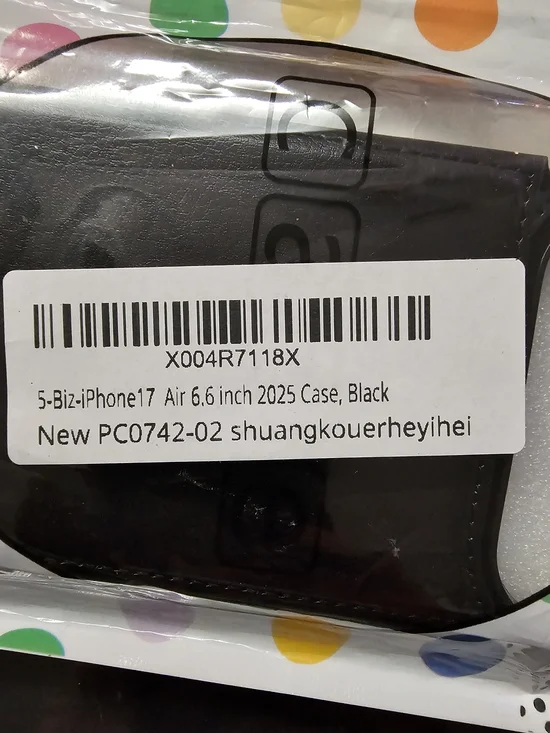 X004R7118X
5-Biz-iPhone17 Air 6.6 inch 2025 Case, Black
New PC0742-02 shuangkouerheyihei